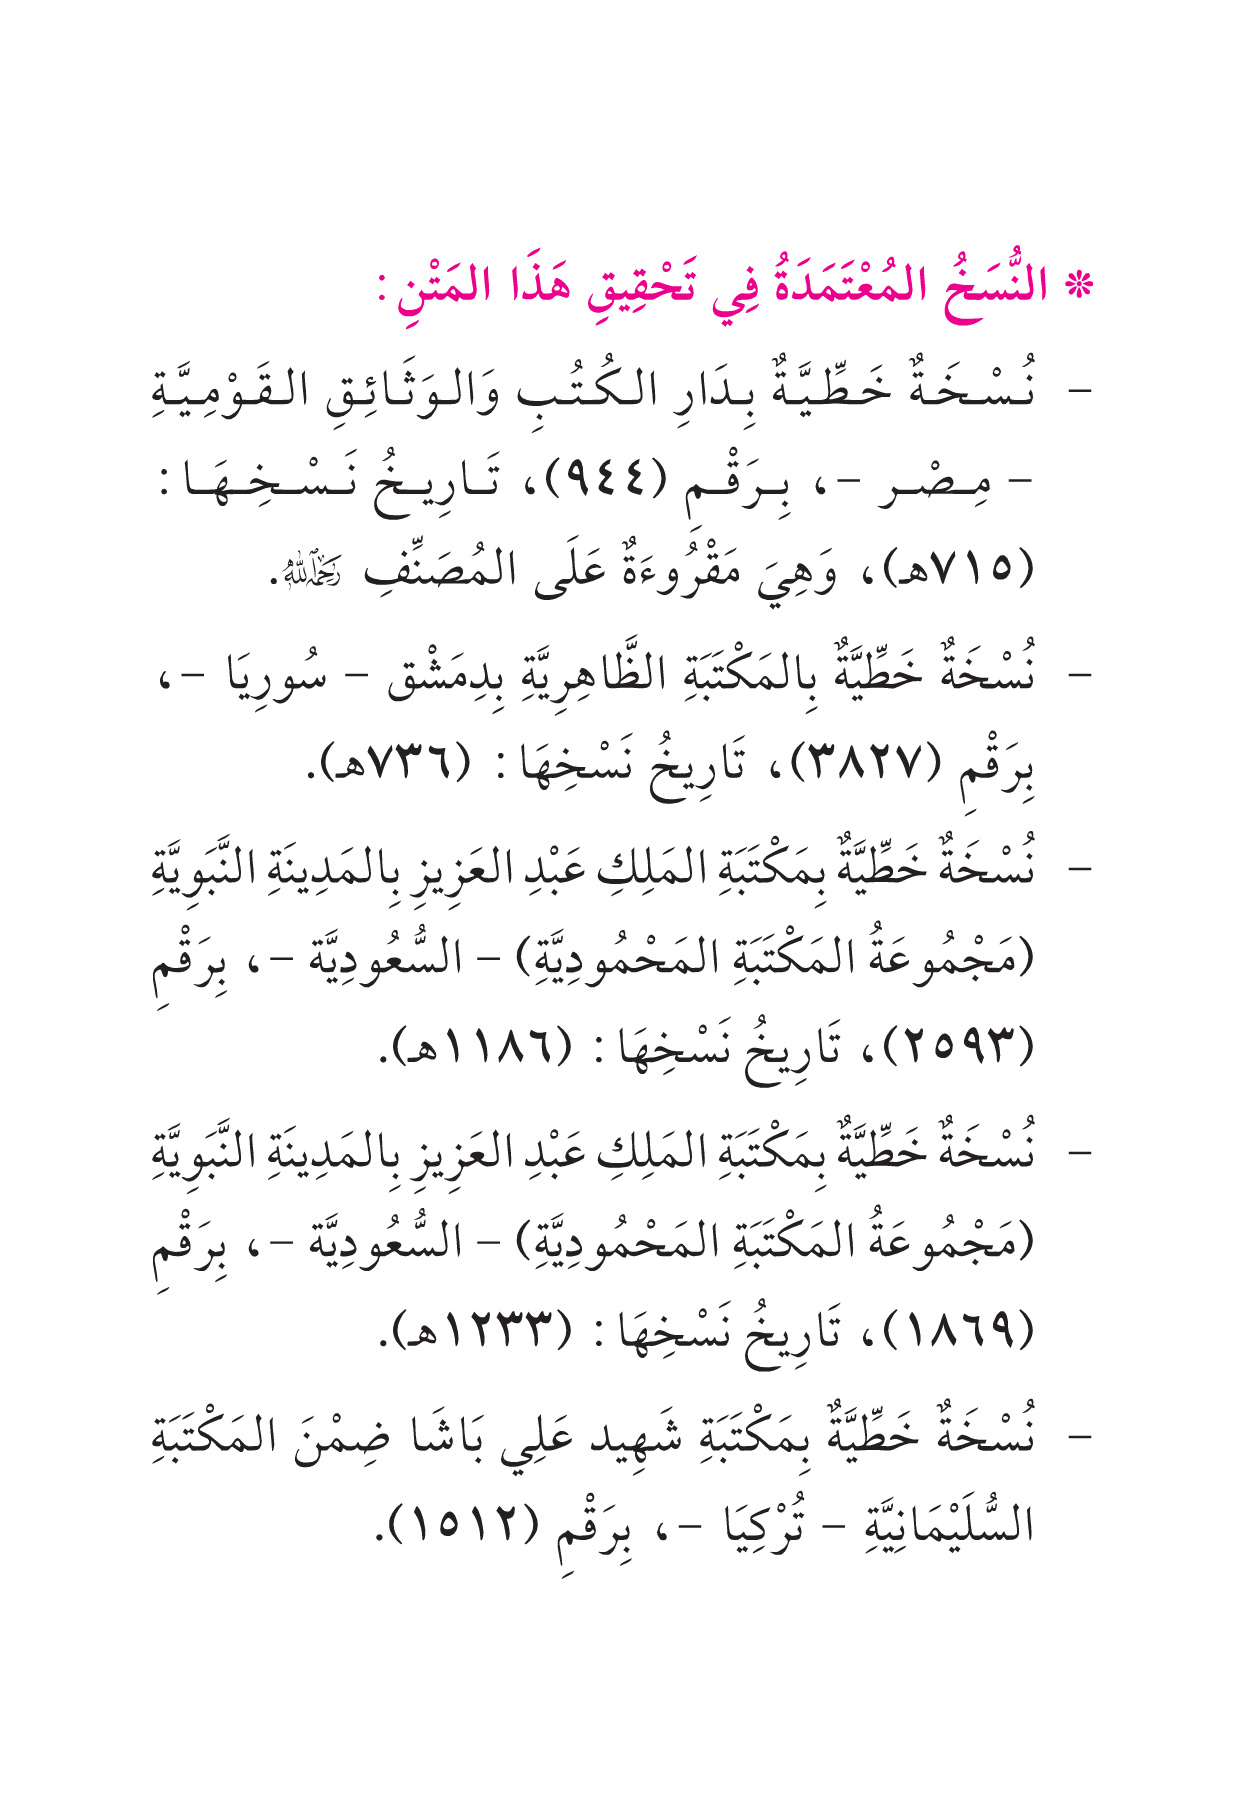 ❊ النُّسَخُ المُعْتَمَدَةُ فِي تَحْقِيقِ هَذَا المَتْنِ:
- نُسْخَةٌ خَطِّيَّةٌ بِدَارِ الكُتُبِ وَالوَثَائِقِ القَوْمِيَّةِ
- مِصْر -، بِرَقْمِ (٩٤٤)، تَارِيخُ نَسْخِهَا:
(٧١٥هـ)، وَهِيَ مَقْرُوءَةٌ عَلَى المُصَنِّفِ رَحِمَهُ اللَّهُ.
- نُسْخَةٌ خَطِّيَّةٌ بِالمَكْتَبَةِ الظَّاهِرِيَّةِ بِدِمَشْق - سُورِيَا -،
بِرَقْمِ (٣٨٢٧)، تَارِيخُ نَسْخِهَا: (٧٣٦هـ).
- نُسْخَةٌ خَطِّيَّةٌ بِمَكْتَبَةِ المَلِكِ عَبْدِ العَزِيزِ بِالمَدِينَةِ النَّبَوِيَّةِ
(مَجْمُوعَةُ المَكْتَبَةِ المَحْمُودِيَّةِ) - السُّعُودِيَّة -، بِرَقْمِ
(٢٥٩٣)، تَارِيخُ نَسْخِهَا: (١١٨٦هـ).
- نُسْخَةٌ خَطِّيَّةٌ بِمَكْتَبَةِ المَلِكِ عَبْدِ العَزِيزِ بِالمَدِينَةِ النَّبَوِيَّةِ
(مَجْمُوعَةُ المَكْتَبَةِ المَحْمُودِيَّةِ) - السُّعُودِيَّة -، بِرَقْمِ
(١٨٦٩)، تَارِيخُ نَسْخِهَا: (١٢٣٣هـ).
- نُسْخَةٌ خَطِّيَّةٌ بِمَكْتَبَةِ شَهِيد عَلِي بَاشَا ضِمْنَ المَكْتَبَةِ
السُّلَيْمَانِيَّةِ - تُرْكِيَا -، بِرَقْمِ (١٥١٢).